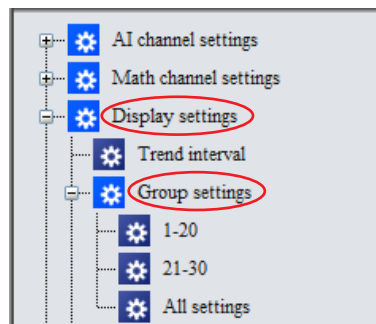 AI channel settings
Math channel settings
Display settings
Trend interval
Group settings
1-20
21-30
All settings